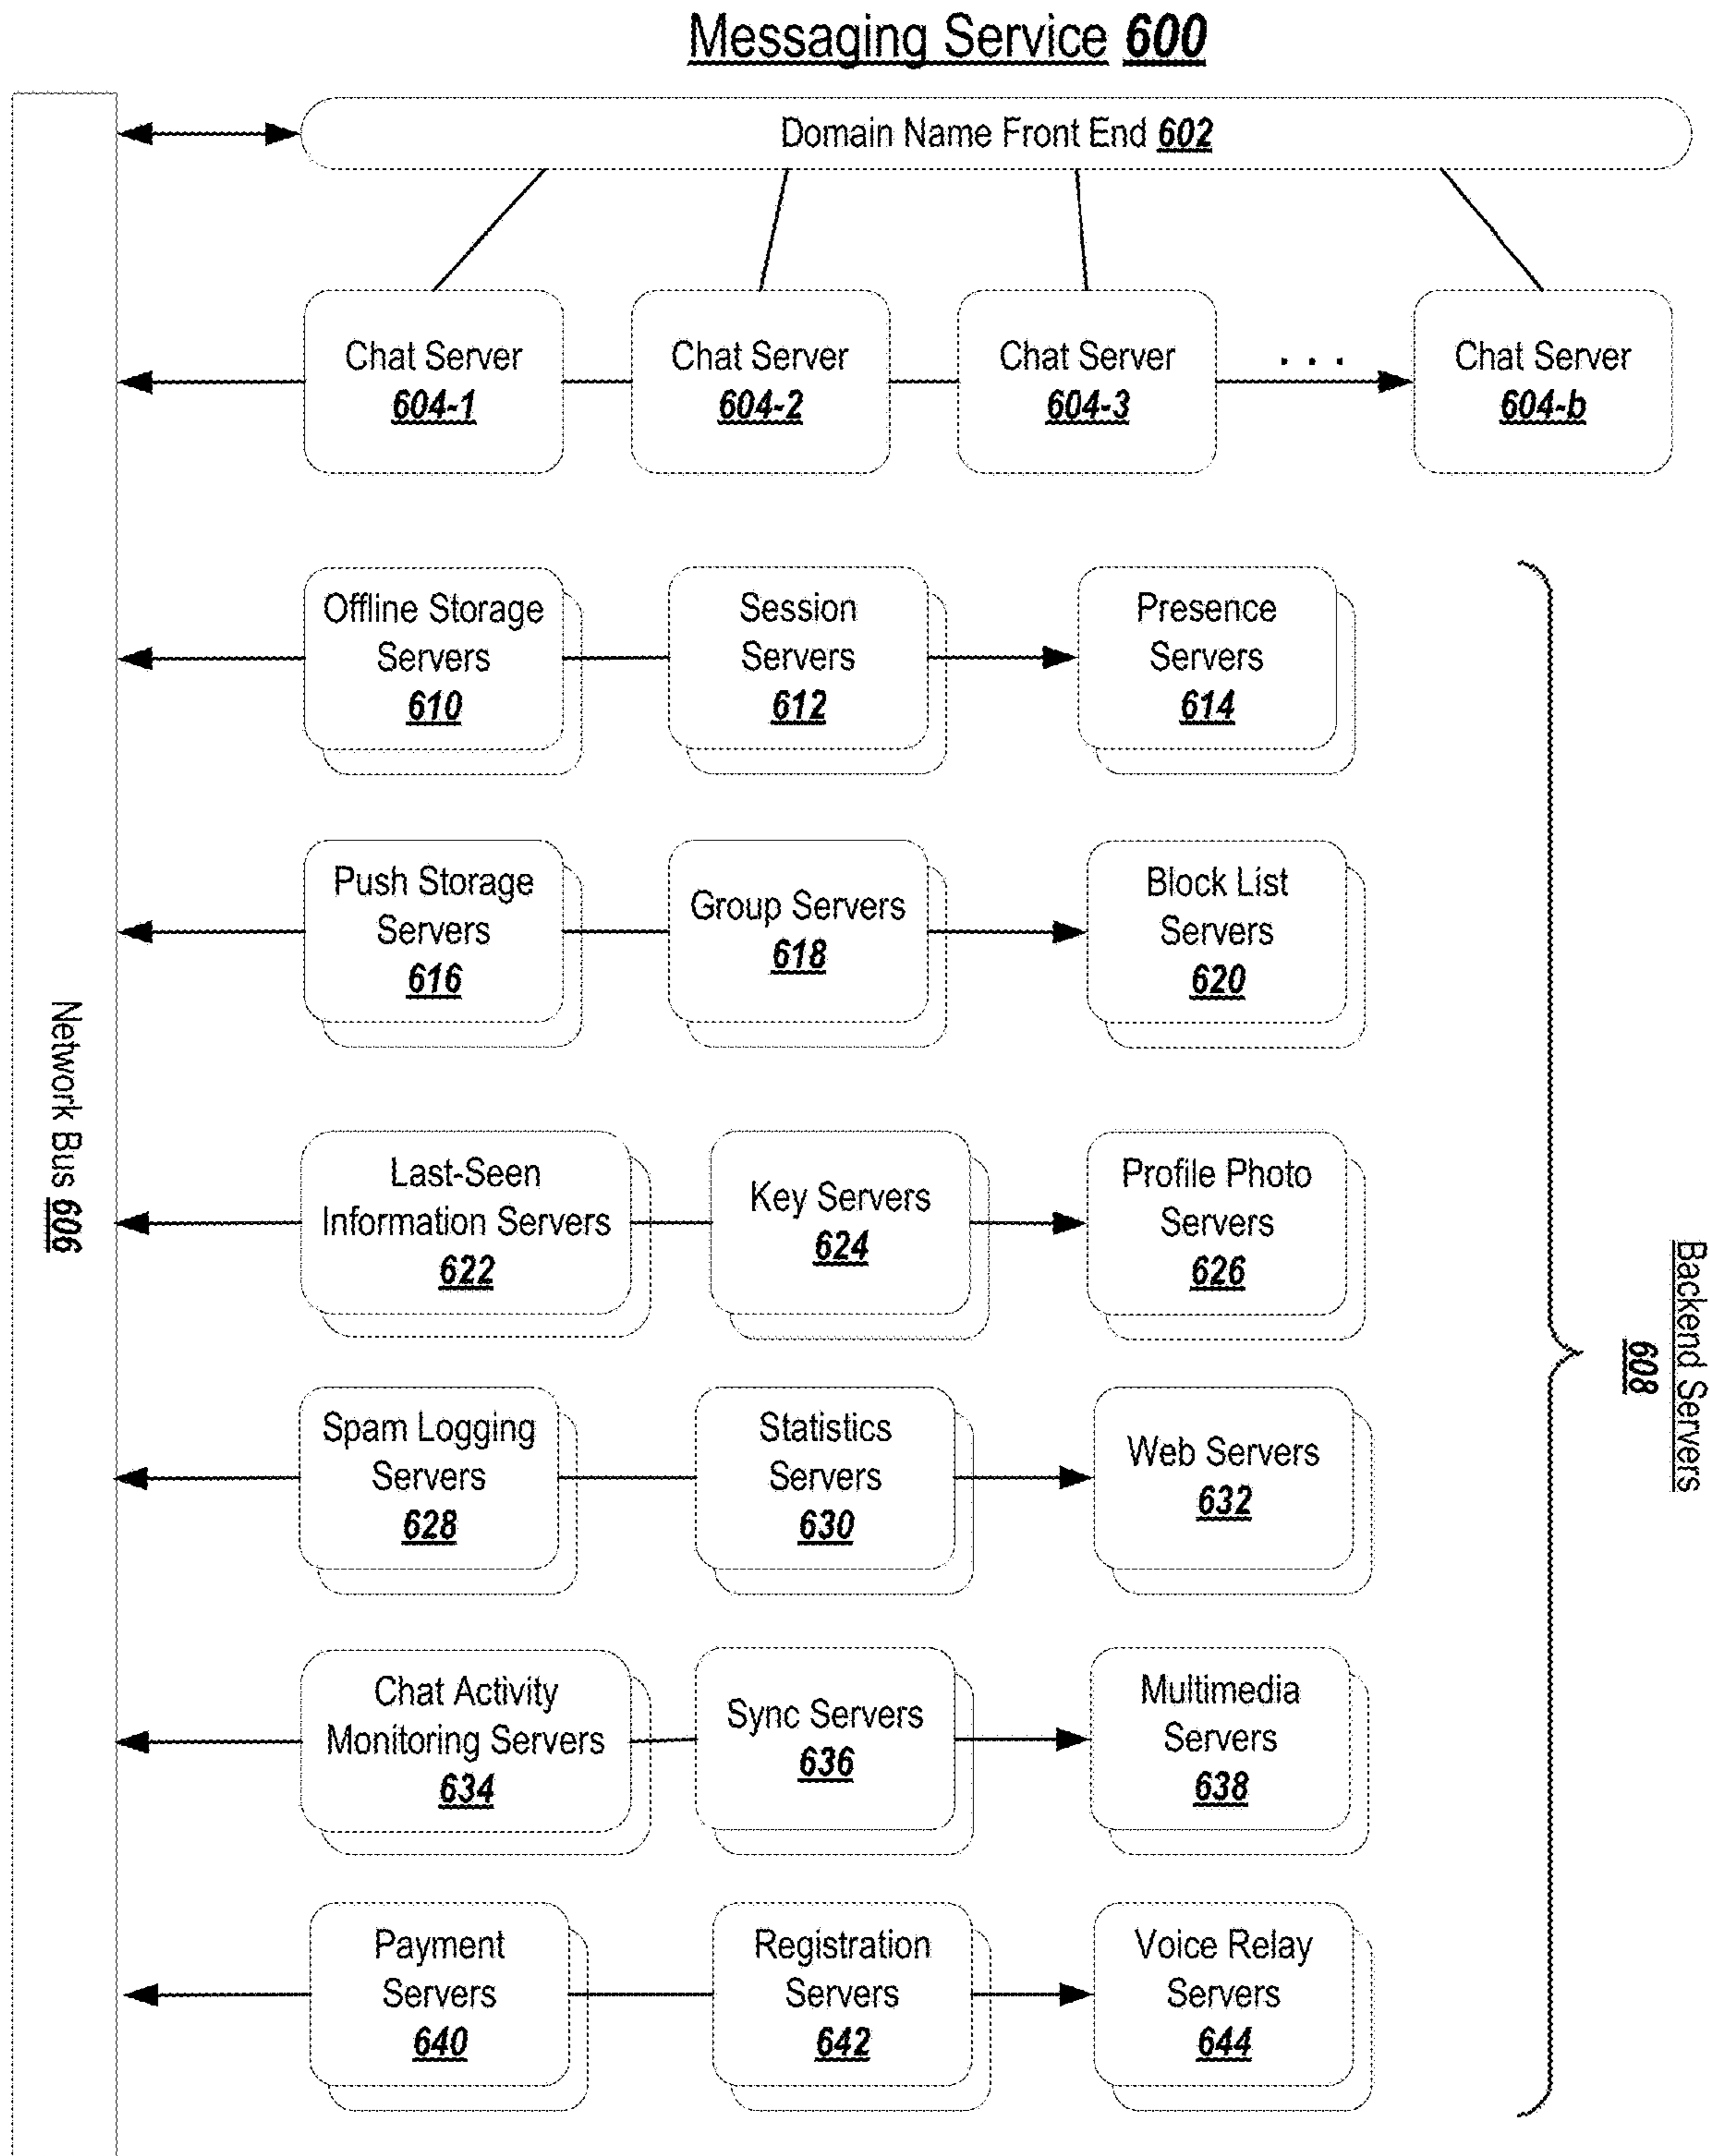 Messaging Service 600
Domain Name Front End 602
Chat Server
604-1
Chat Server
604-2
Chat Server
604-3
. . .
Chat Server
604-b
Offline Storage
Servers
610
Session
Servers
612
Presence
Servers
614
Push Storage
Servers
616
Group Servers
618
Block List
Servers
620
Network Bus 606
Last-Seen
Information Servers
622
Key Servers
624
Profile Photo
Servers
626
Backend Servers
608
Spam Logging
Servers
628
Statistics
Servers
630
Web Servers
632
Chat Activity
Monitoring Servers
634
Sync Servers
636
Multimedia
Servers
638
Payment
Servers
640
Registration
Servers
642
Voice Relay
Servers
644